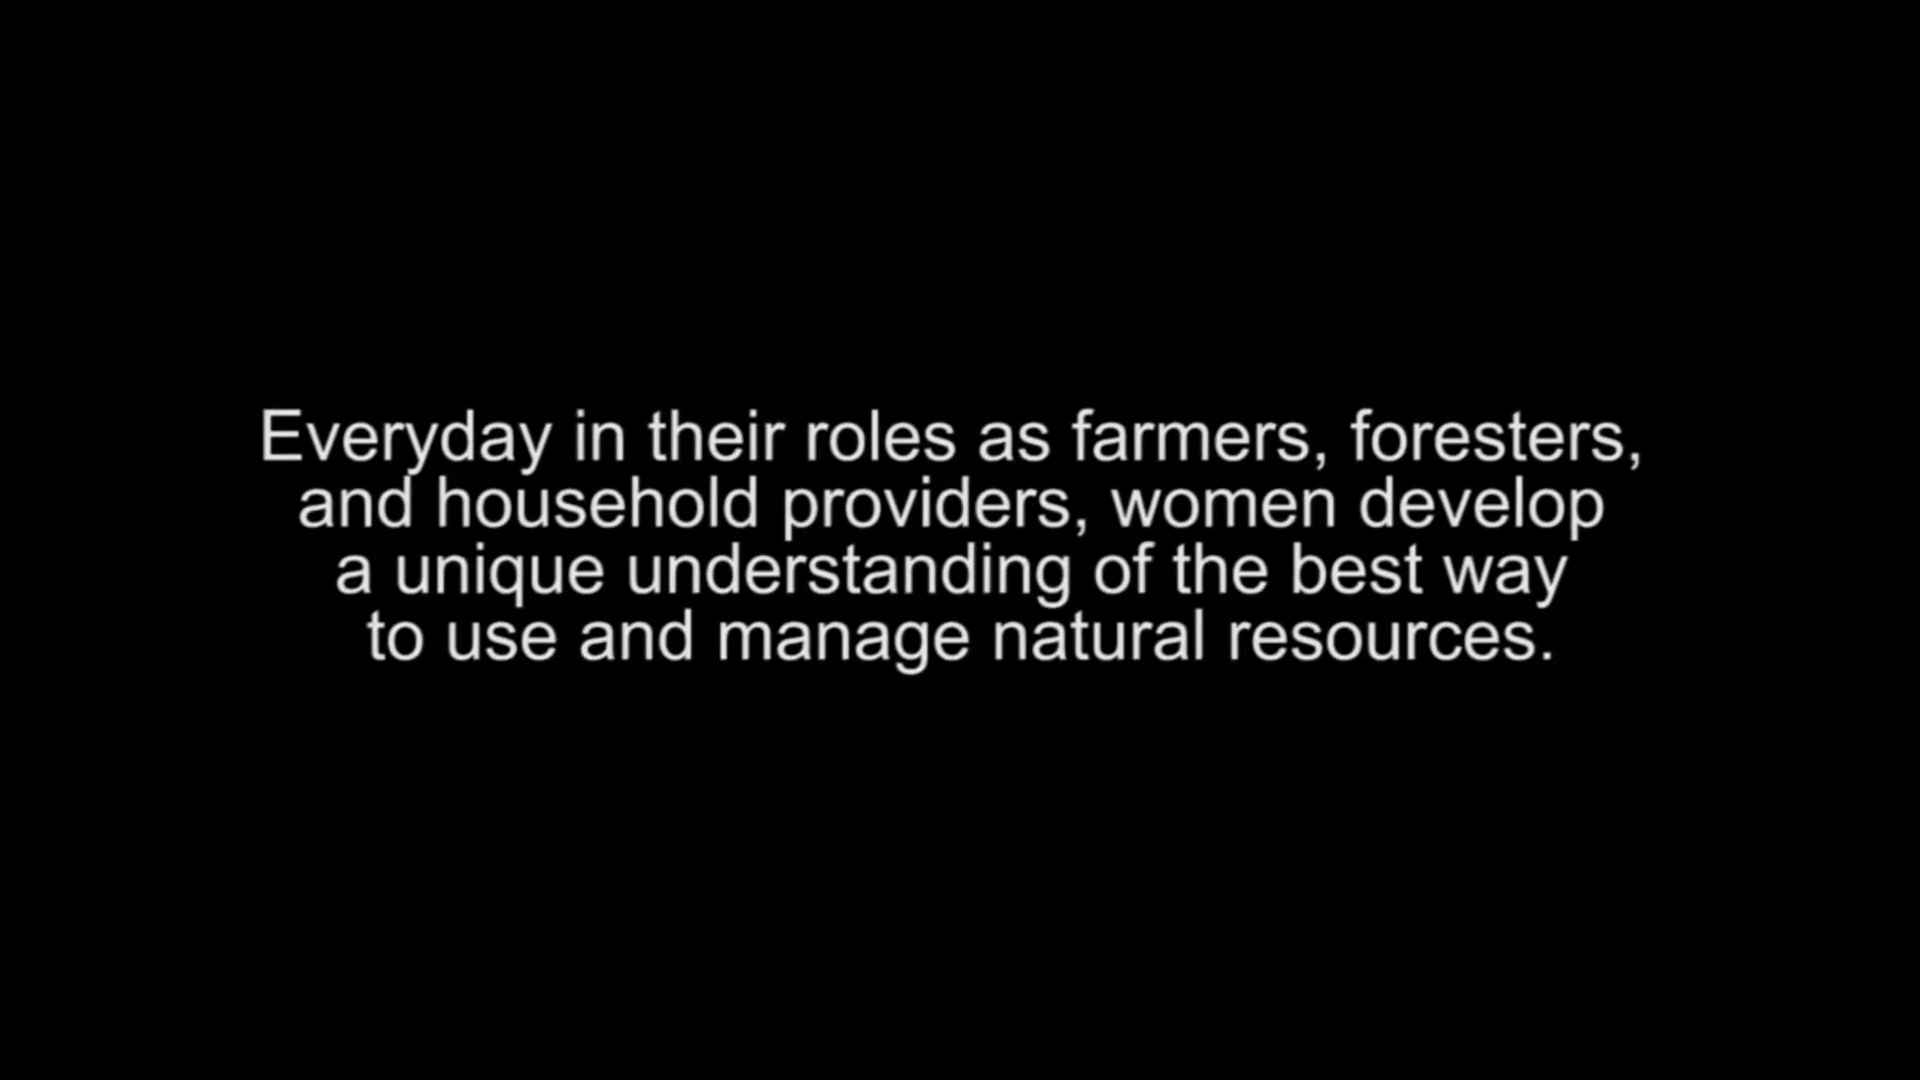 Everyday in their roles as farmers, foresters,
and household providers, women develop
a unique understanding of the best way
to use and manage natural resources.